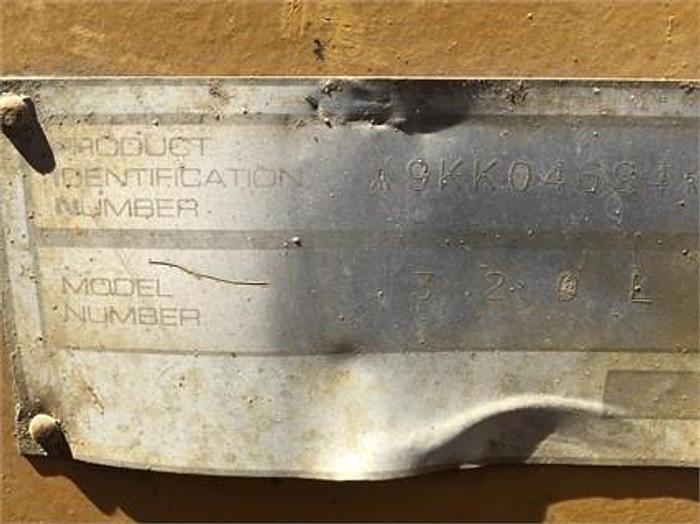 PRODUCT
IDENTIFICATION
NUMBER
MODEL
NUMBER
3 2 0 L